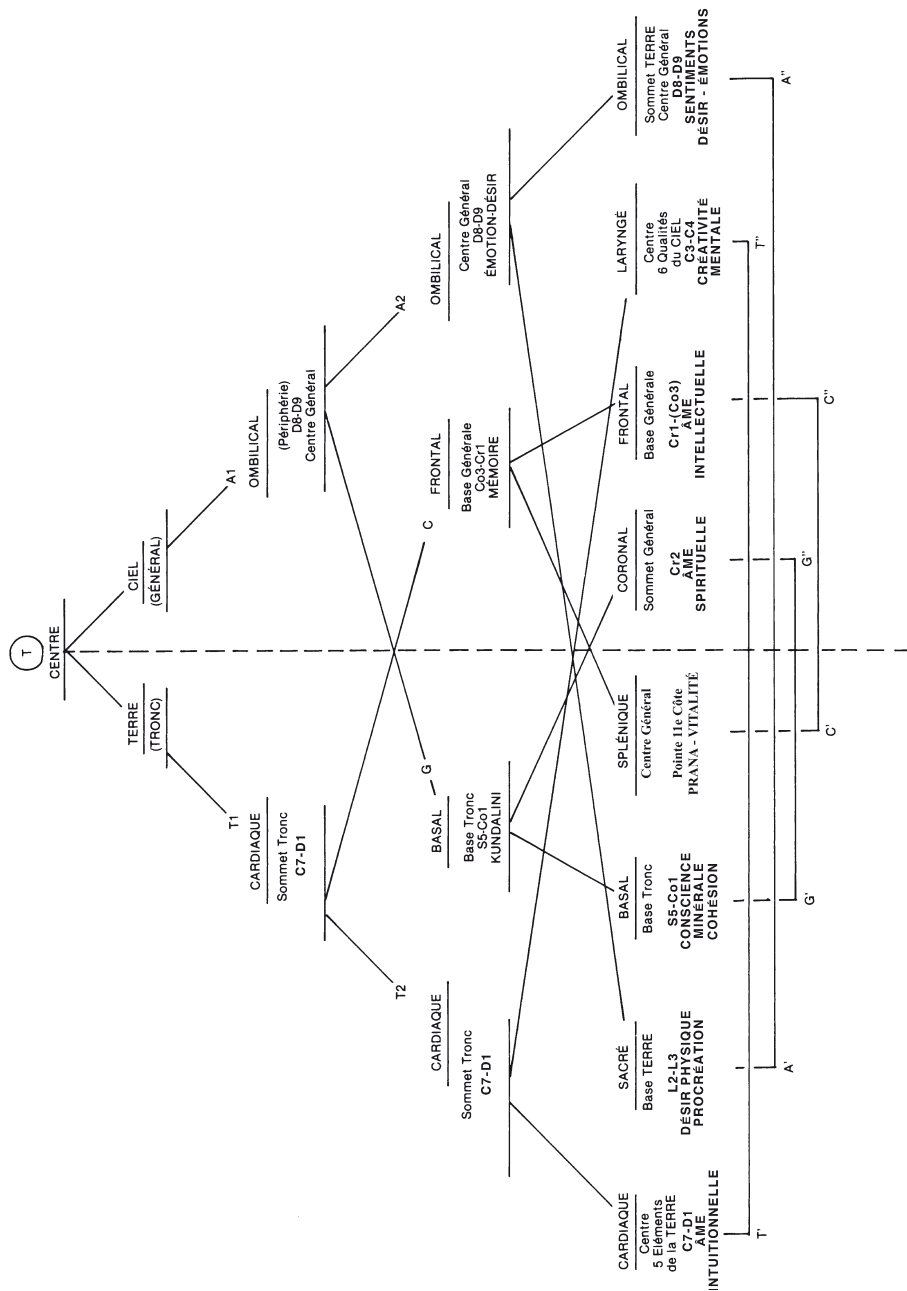 T
CENTRE
TERRE
(TRONC)
CIEL
(GÉNÉRAL)
T1
A1
CARDIAQUE
Sommet Tronc
C7-D1
OMBILICAL
(Périphérie)
D8-D9
Centre Général
T2
G
C
A2
CARDIAQUE
Sommet Tronc
C7-D1
BASAL
Base Tronc
S5-Co1
KUNDALINI
FRONTAL
Base Générale
Co3-Cr1
MÉMOIRE
OMBILICAL
Centre Général
D8-D9
ÉMOTION-DÉSIR
CARDIAQUE
Centre
5 Eléments
de la TERRE
C7-D1
ÂME
INTUITIONNELLE
SACRÉ
Base TERRE
L2-L3
DÉSIR PHYSIQUE
PROCRÉATION
BASAL
Base Tronc
S5-Co1
CONSCIENCE
MINÉRALE
COHÉSION
SPLÉNIQUE
Centre Général
Pointe 11e Côte
PRANA - VITALITÉ
CORONAL
Sommet Général
Cr2
ÂME
SPIRITUELLE
FRONTAL
Base Générale
Cr1-(Co3)
ÂME
INTELLECTUELLE
LARYNGÉ
Centre
6 Qualités
du CIEL
C3-C4
CRÉATIVITÉ
MENTALE
OMBILICAL
Sommet TERRE
Centre Général
D8-D9
SENTIMENTS
DÉSIR - ÉMOTIONS
T'
A'
G'
C'
G''
C''
T''
A''